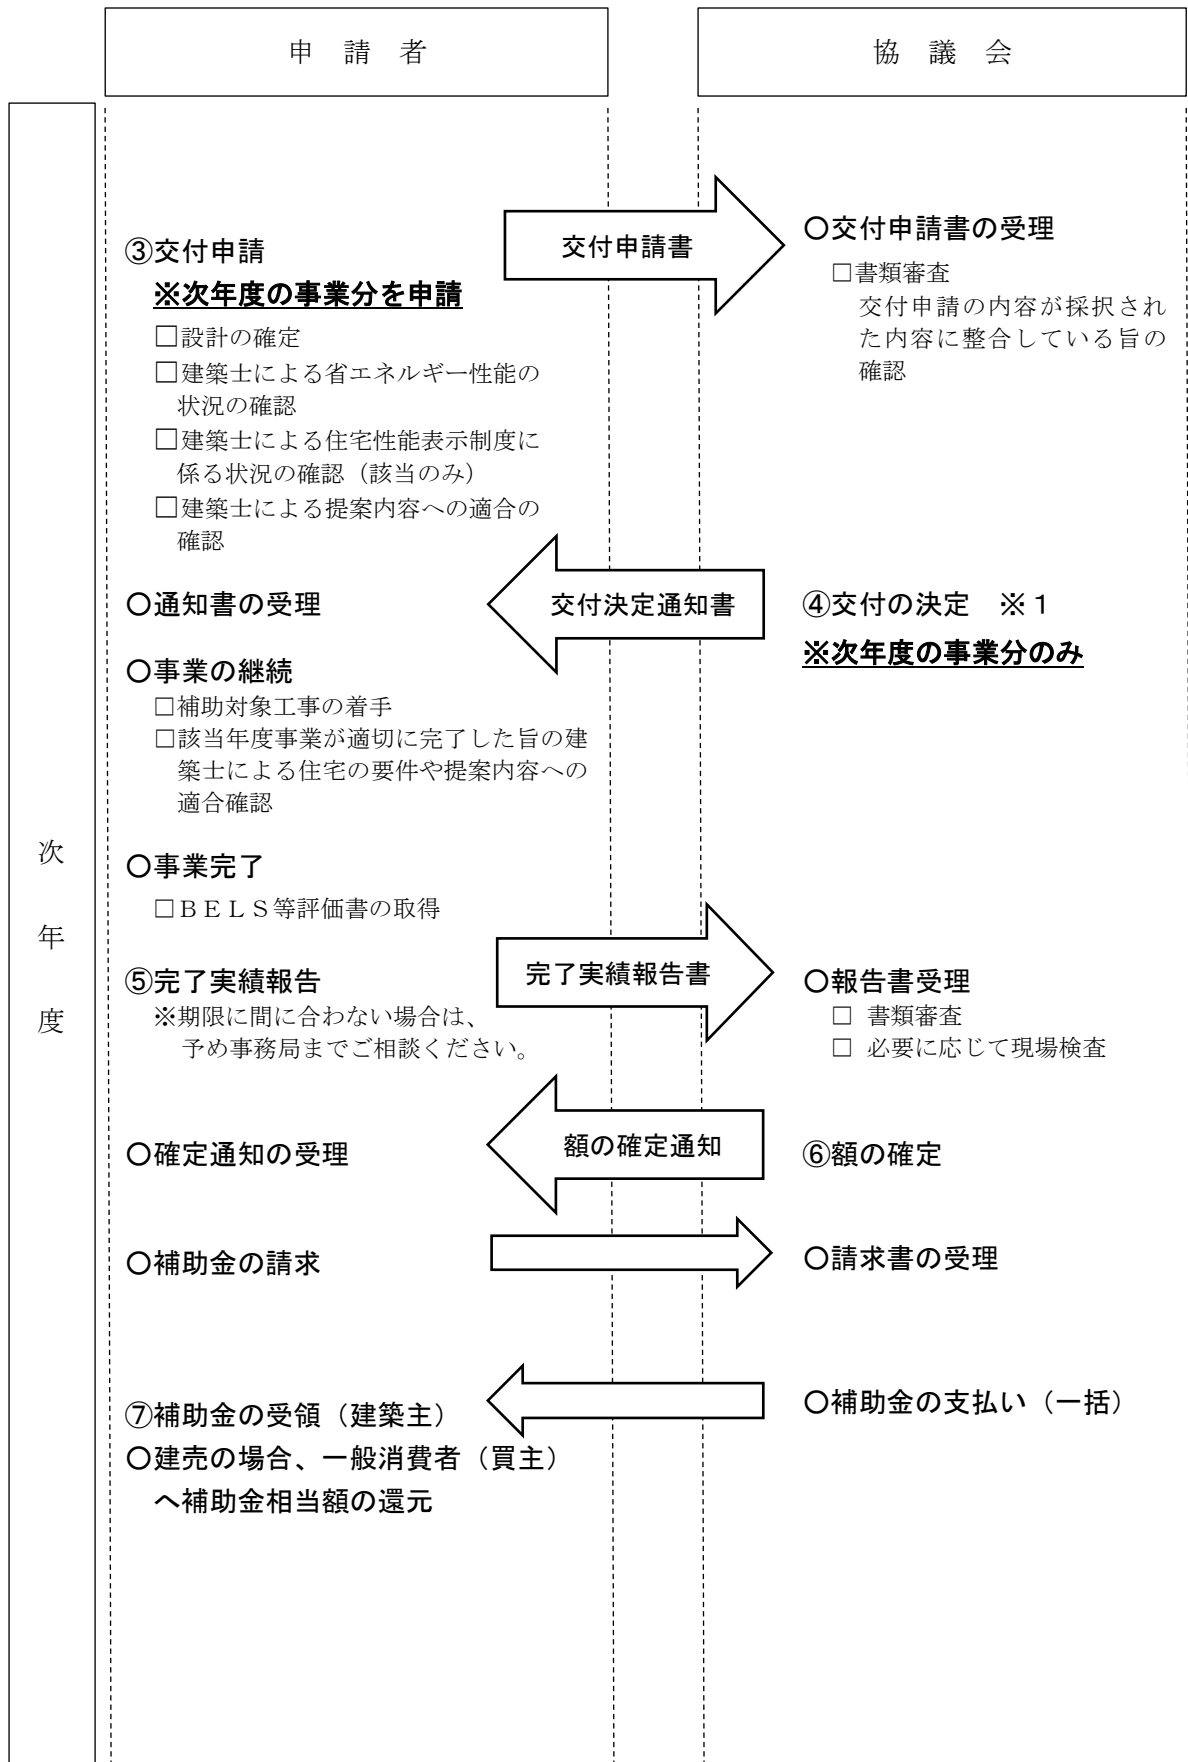 申 請 者
協 議 会
次 年 度
③交付申請
※次年度の事業分を申請
□設計の確定
□建築士による省エネルギー性能の
状況の確認
□建築士による住宅性能表示制度に
係る状況の確認（該当のみ）
□建築士による提案内容への適合の
確認
交付申請書
○交付申請書の受理
□書類審査
交付申請の内容が採択され
た内容に整合している旨の
確認
○通知書の受理
交付決定通知書
④交付の決定　※１
※次年度の事業分のみ
○事業の継続
□補助対象工事の着手
□該当年度事業が適切に完了した旨の建
築士による住宅の要件や提案内容への
適合確認
○事業完了
□ＢＥＬＳ等評価書の取得
⑤完了実績報告
※期限に間に合わない場合は、
予め事務局までご相談ください。
完了実績報告書
○報告書受理
□ 書類審査
□ 必要に応じて現場検査
○確定通知の受理
額の確定通知
⑥額の確定
○補助金の請求
○請求書の受理
⑦補助金の受領（建築主）
○建売の場合、一般消費者（買主）
へ補助金相当額の還元
○補助金の支払い（一括）